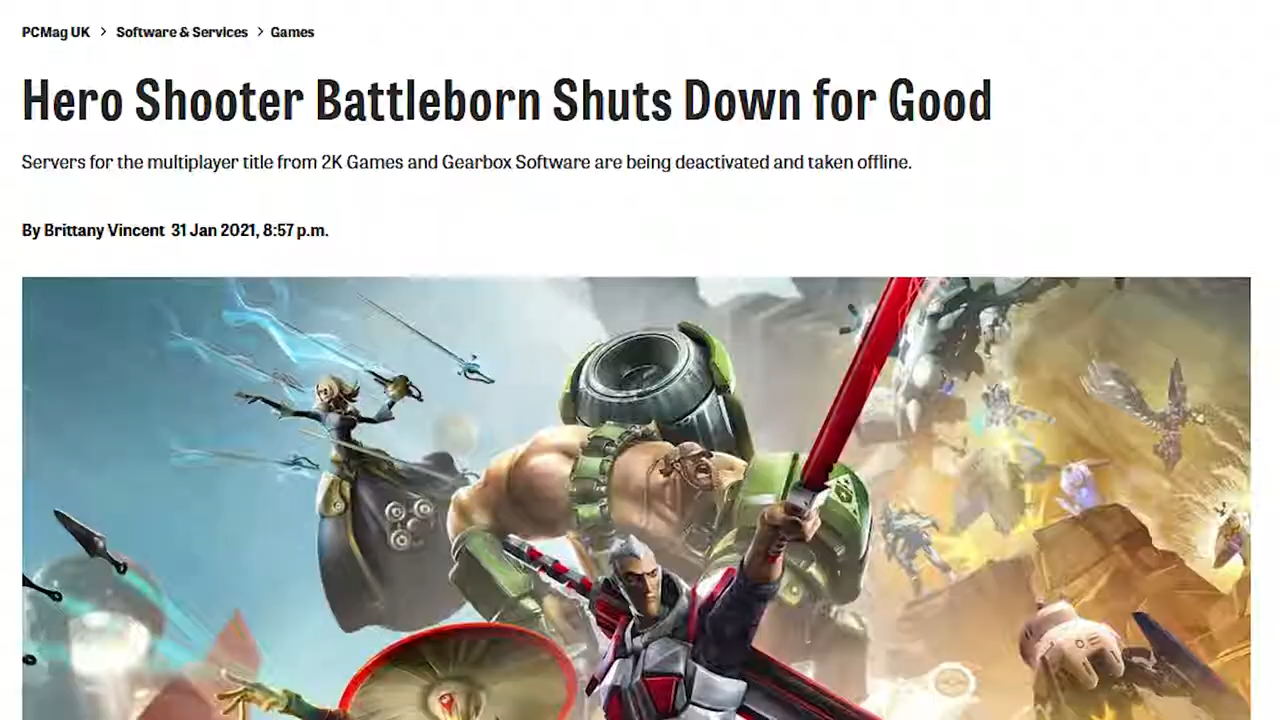 PCMag UK > Software & Services > Games
Hero Shooter Battleborn Shuts Down for Good
Servers for the multiplayer title from 2K Games and Gearbox Software are being deactivated and taken offline.
By Brittany Vincent 31 Jan 2021, 8:57 p.m.